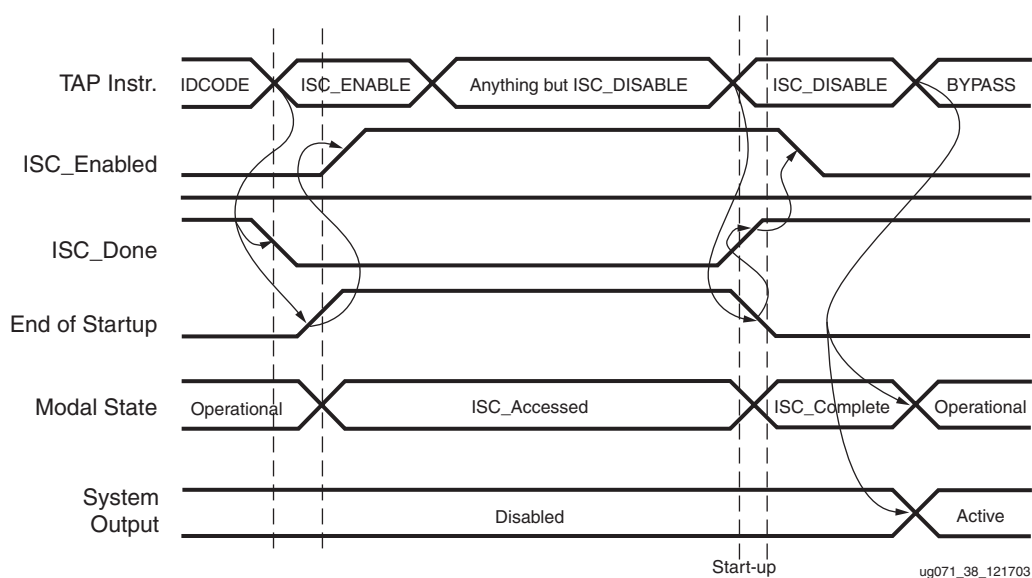 TAP Instr.
IDCODE
ISC_ENABLE
Anything but ISC_DISABLE
ISC_DISABLE
BYPASS
ISC_Enabled
ISC_Done
End of Startup
Modal State
Operational
ISC_Accessed
ISC_Complete
Operational
System
Output
Disabled
Active
Start-up
ug071_38_121703